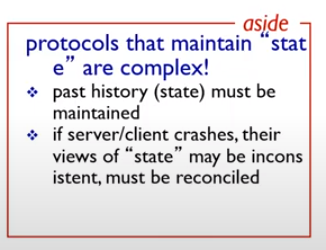 aside
protocols that maintain “stat
e” are complex!
❖ past history (state) must be
maintained
❖ if server/client crashes, their
views of “state” may be incons
istent, must be reconciled